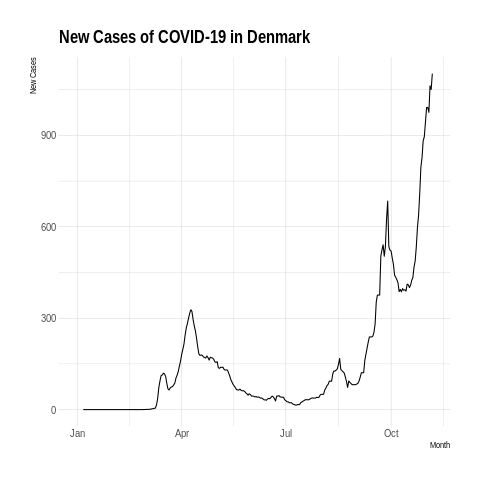 New Cases of COVID-19 in Denmark
New Cases
900
600
300
0
Jan Apr Jul Oct
Month